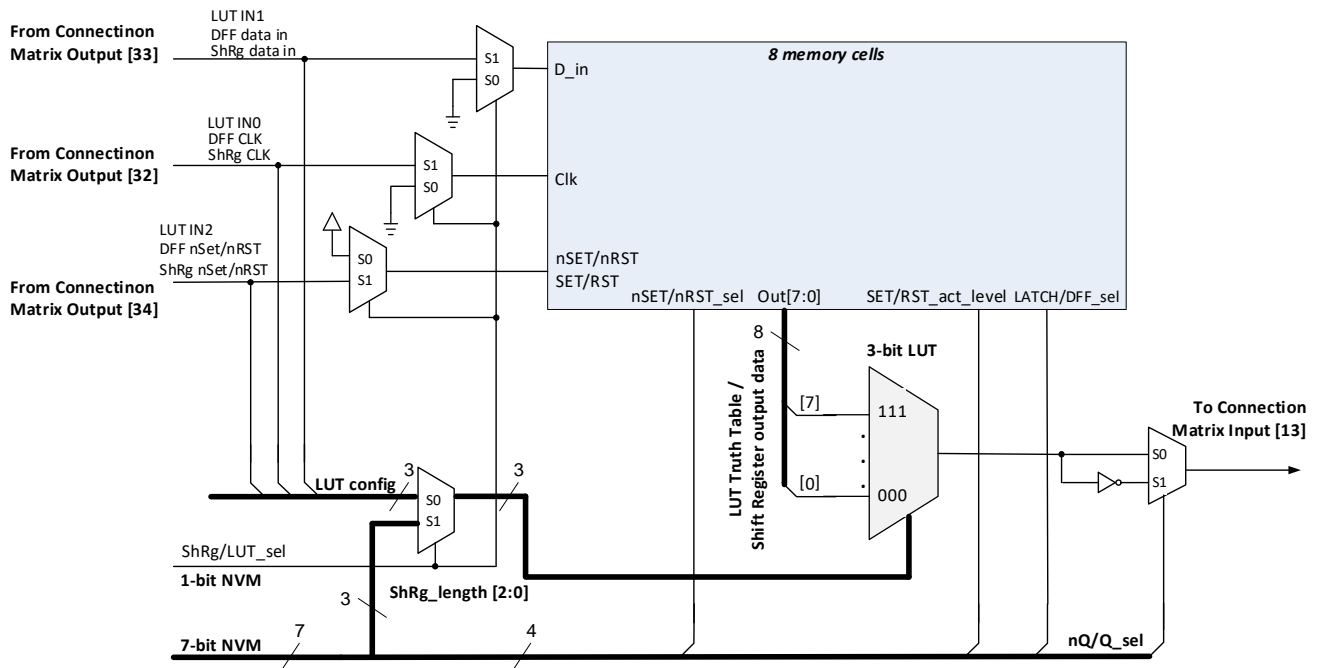 LUT IN1
DFF data in
ShRg data in
From Connectinon
Matrix Output [33]
S1
S0
8 memory cells
D_in
LUT IN0
DFF CLK
ShRg CLK
From Connectinon
Matrix Output [32]
S1
S0
Clk
LUT IN2
DFF nSet/nRST
ShRg nSet/nRST
From Connectinon
Matrix Output [34]
S0
S1
nSET/nRST
SET/RST
nSET/nRST_sel
Out[7:0]
SET/RST_act_level
LATCH/DFF_sel
8
LUT Truth Table /
Shift Register output data
3-bit LUT
[7]
111
[0]
000
To Connection
Matrix Input [13]
S0
S1
LUT config
3
S0
S1
3
ShRg/LUT_sel
1-bit NVM
ShRg_length [2:0]
3
7-bit NVM
7
4
nQ/Q_sel